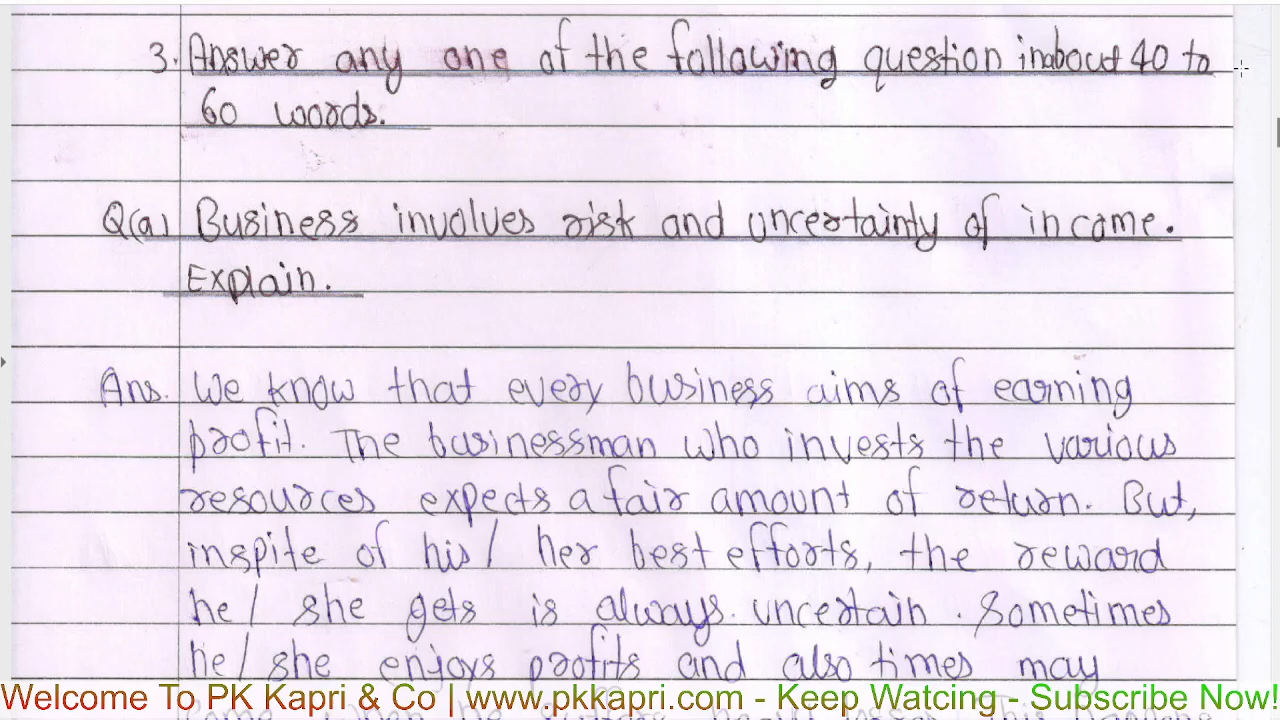 3. Answer any one of the following question inabout 40 to
60 words.
Q(a) Business involves risk and uncertainty of income.
Explain.
Ans. We know that every business aims of earning
profit. The businessman who invests the various
resources expects a fair amount of return. But,
inspite of his/ her best efforts, the reward
he/ she gets is always uncertain. Sometimes
he/ she enjoys profits and also times may
Welcome To PK Kapri & Co | www.pkkapri.com - Keep Watcing - Subscribe Now!